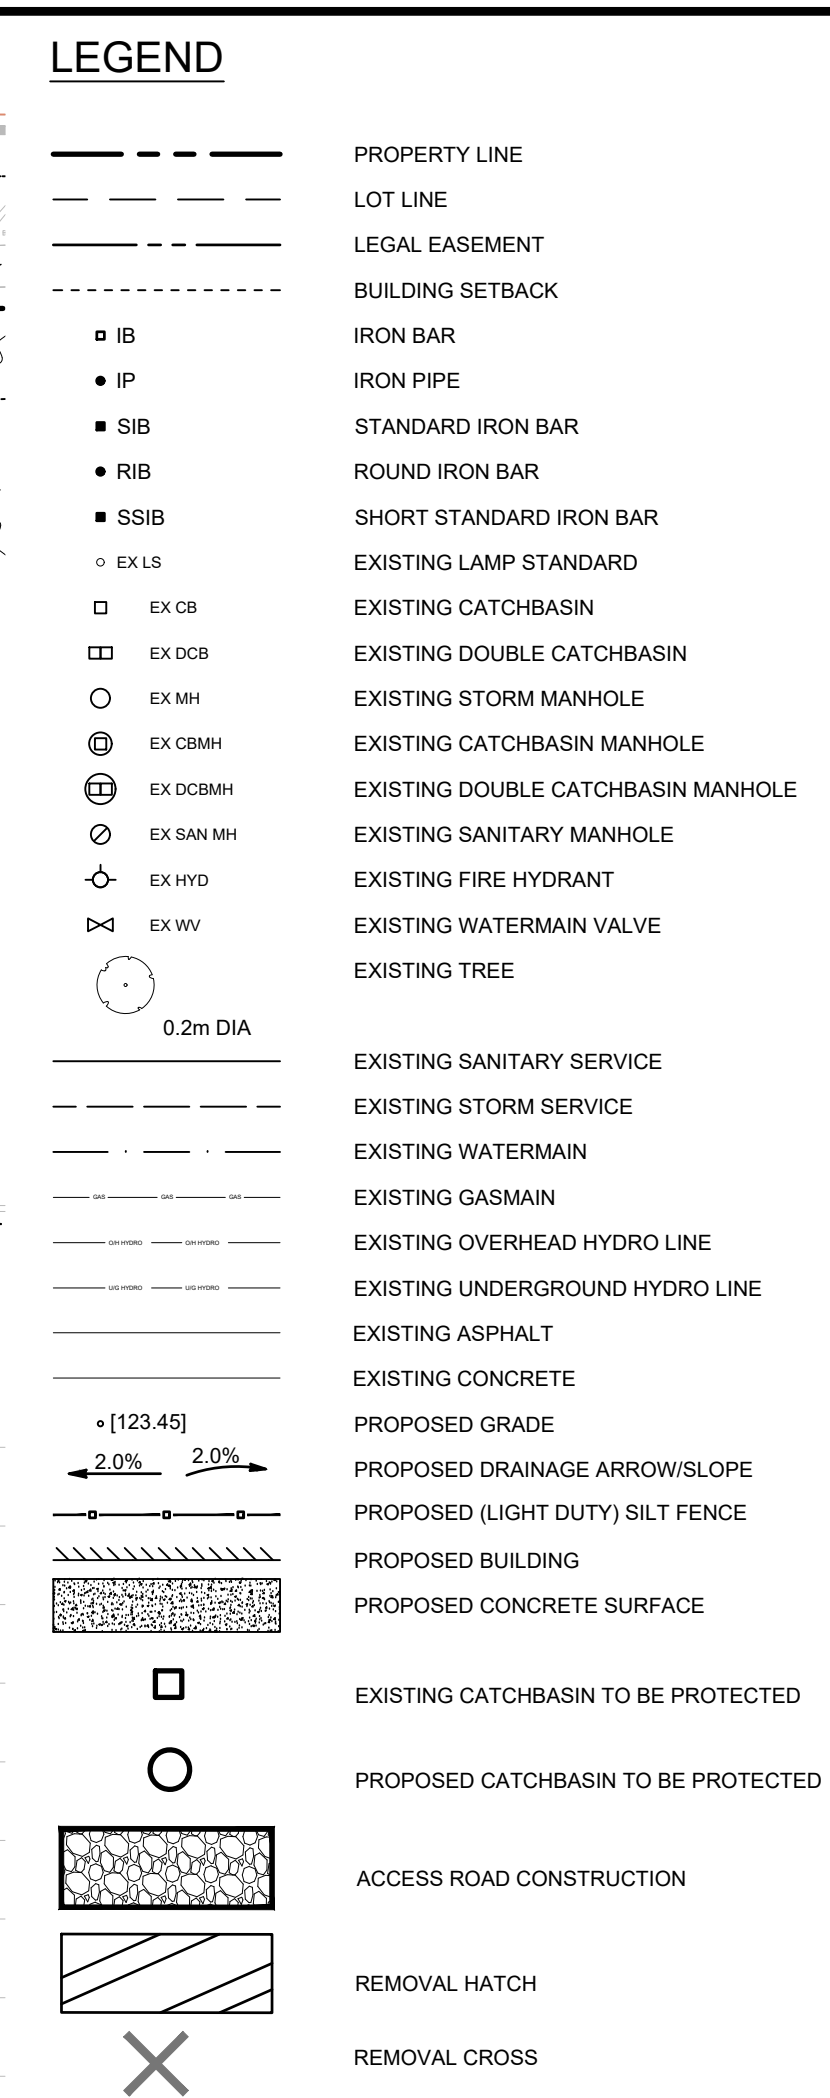 LEGEND
PROPERTY LINE
LOT LINE
LEGAL EASEMENT
BUILDING SETBACK
IB IRON BAR
IP IRON PIPE
SIB STANDARD IRON BAR
RIB ROUND IRON BAR
SSIB SHORT STANDARD IRON BAR
EX LS EXISTING LAMP STANDARD
EX CB EXISTING CATCHBASIN
EX DCB EXISTING DOUBLE CATCHBASIN
EX MH EXISTING STORM MANHOLE
EX CBMH EXISTING CATCHBASIN MANHOLE
EX DCBMH EXISTING DOUBLE CATCHBASIN MANHOLE
EX SAN MH EXISTING SANITARY MANHOLE
EX HYD EXISTING FIRE HYDRANT
EX WV EXISTING WATERMAIN VALVE
EXISTING TREE
0.2m DIA
EXISTING SANITARY SERVICE
EXISTING STORM SERVICE
EXISTING WATERMAIN
GAS GAS GAS EXISTING GASMAIN
O/H HYDRO O/H HYDRO EXISTING OVERHEAD HYDRO LINE
U/G HYDRO U/G HYDRO EXISTING UNDERGROUND HYDRO LINE
EXISTING ASPHALT
EXISTING CONCRETE
[123.45] PROPOSED GRADE
2.0% 2.0% PROPOSED DRAINAGE ARROW/SLOPE
PROPOSED (LIGHT DUTY) SILT FENCE
PROPOSED BUILDING
PROPOSED CONCRETE SURFACE
EXISTING CATCHBASIN TO BE PROTECTED
PROPOSED CATCHBASIN TO BE PROTECTED
ACCESS ROAD CONSTRUCTION
REMOVAL HATCH
REMOVAL CROSS